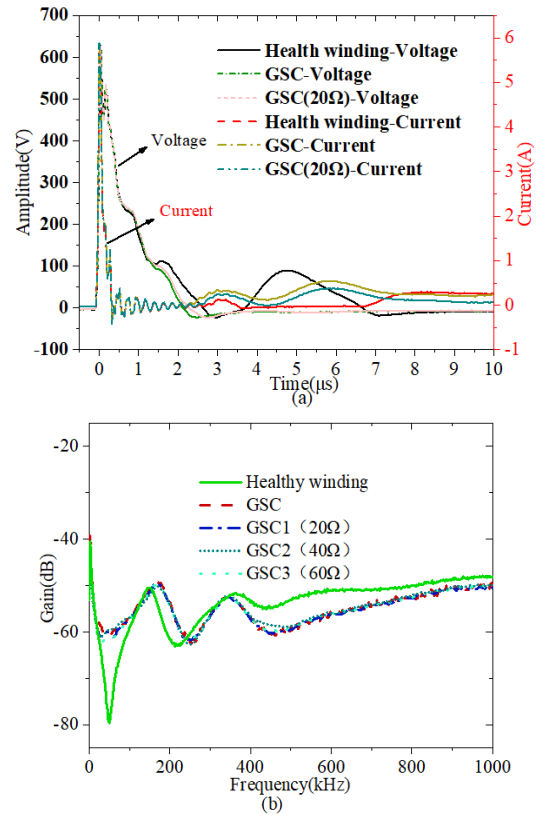 700
600
500
400
300
200
100
0
-100
Amplitude(V)
Health winding-Voltage
GSC-Voltage
GSC(20Ω)-Voltage
Health winding-Current
GSC-Current
GSC(20Ω)-Current
Voltage
Current
6
5
4
3
2
1
0
-1
Current(A)
0 1 2 3 4 5 6 7 8 9 10
Time(μs)
(a)
-20
-40
-60
-80
Gain(dB)
Healthy winding
GSC
GSC1（20Ω）
GSC2（40Ω）
GSC3（60Ω）
0 200 400 600 800 1000
Frequency(kHz)
(b)